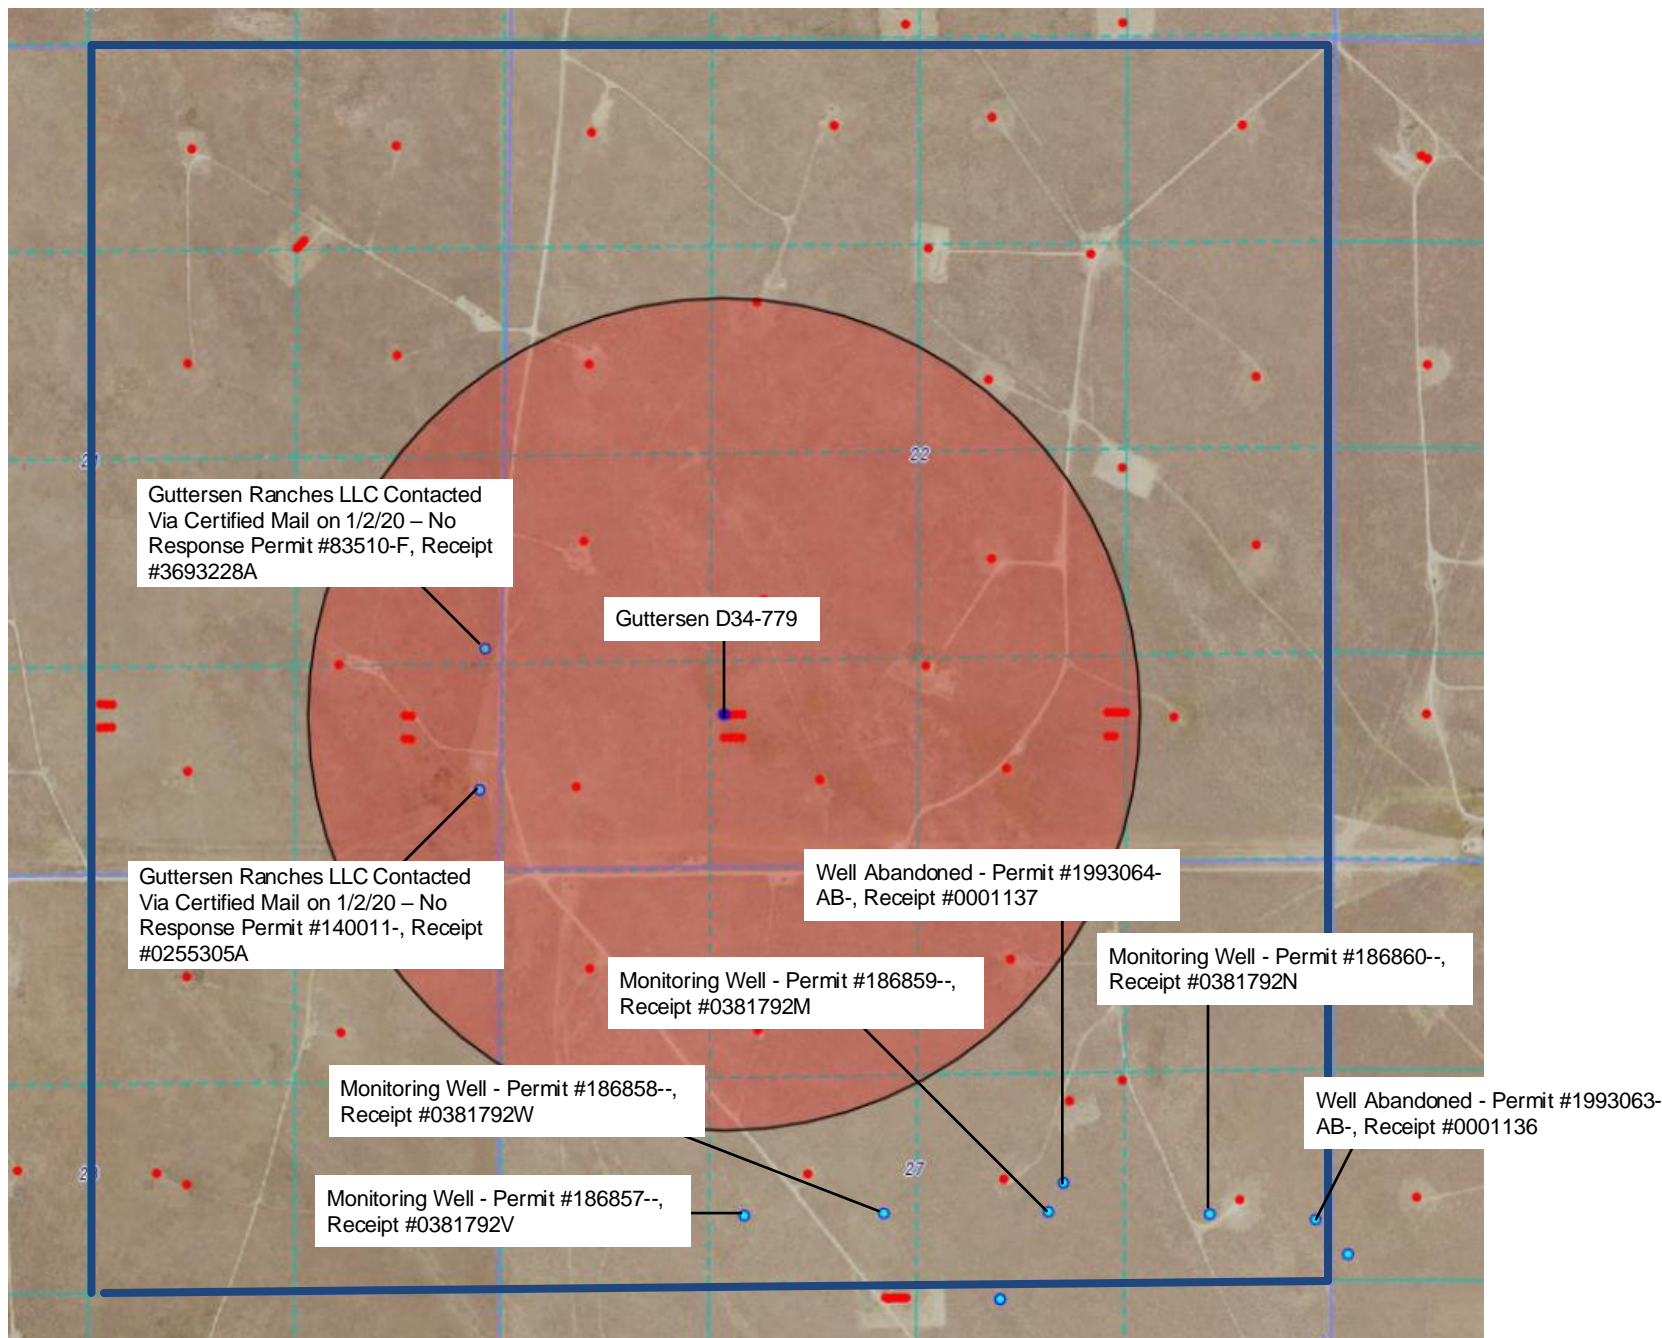 21
22
Guttersen Ranches LLC Contacted
Via Certified Mail on 1/2/20 – No
Response Permit #83510-F, Receipt
#3693228A
Guttersen D34-779
Guttersen Ranches LLC Contacted
Via Certified Mail on 1/2/20 – No
Response Permit #140011-, Receipt
#0255305A
Well Abandoned - Permit #1993064-
AB-, Receipt #0001137
Monitoring Well - Permit #186860--,
Receipt #0381792N
Monitoring Well - Permit #186859--,
Receipt #0381792M
Monitoring Well - Permit #186858--,
Receipt #0381792W
Well Abandoned - Permit #1993063-
AB-, Receipt #0001136
27
Monitoring Well - Permit #186857--,
Receipt #0381792V